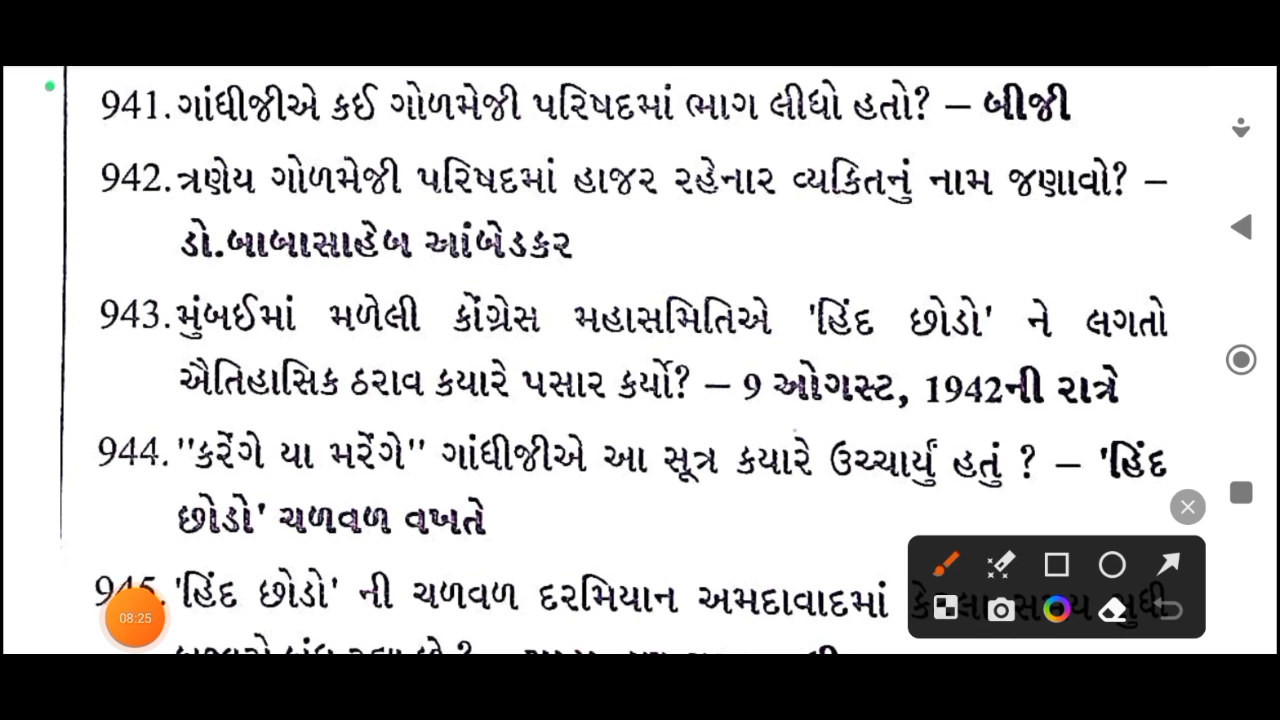 941. ગાંધીજીએ કઈ ગોળમેજી પરિષદમાં ભાગ લીધો હતો? – બીજી
942. ત્રણેય ગોળમેજી પરિષદમાં હાજર રહેનાર વ્યકિતનું નામ જણાવો? –
ડો.બાબાસાહેબ આંબેડકર
943. મુંબઈમાં મળેલી કોંગ્રેસ મહાસમિતિએ 'હિંદ છોડો' ને લગતો
ઐતિહાસિક ઠરાવ કયારે પસાર કર્યો? – 9 ઓગસ્ટ, 1942ની રાત્રે
944. "કરેંગે યા મરેંગે" ગાંધીજીએ આ સૂત્ર કયારે ઉચ્ચાર્યું હતું ? – 'હિંદ
છોડો' ચળવળ વખતે
945. 'હિંદ છોડો' ની ચળવળ દરમિયાન અમદાવાદમાં કેટલા સમય સુધી
08:25